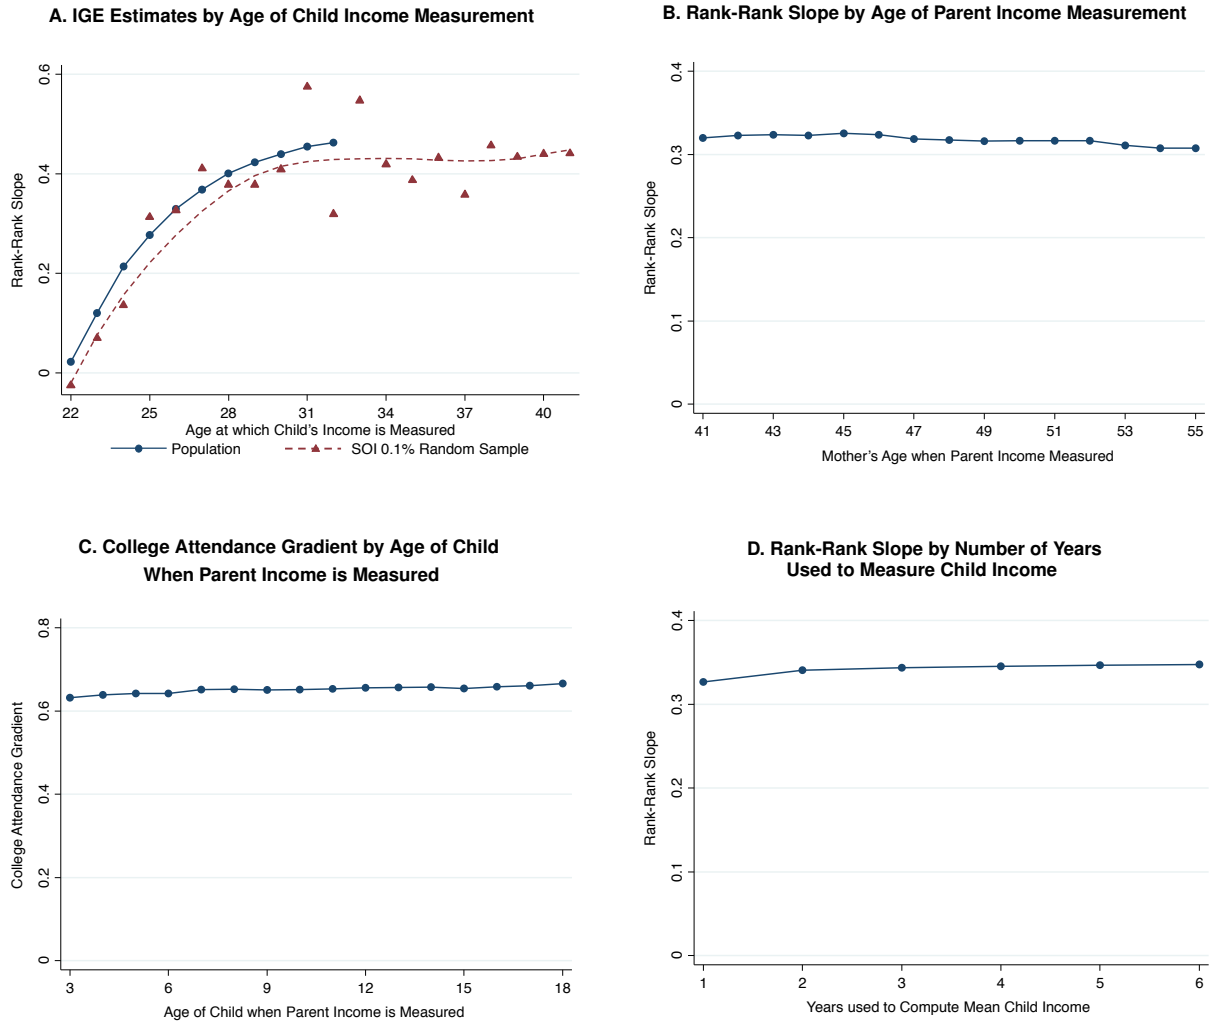 A. IGE Estimates by Age of Child Income Measurement
Rank-Rank Slope
0.6
0.4
0.2
0
22 25 28 31 34 37 40
Age at which Child's Income is Measured
Population SOI 0.1% Random Sample
B. Rank-Rank Slope by Age of Parent Income Measurement
Rank-Rank Slope
0.4
0.3
0.2
0.1
0
41 43 45 47 49 51 53 55
Mother's Age when Parent Income Measured
C. College Attendance Gradient by Age of Child
When Parent Income is Measured
College Attendance Gradient
0.8
0.6
0.4
0.2
0
3 6 9 12 15 18
Age of Child when Parent Income is Measured
D. Rank-Rank Slope by Number of Years
Used to Measure Child Income
Rank-Rank Slope
0.4
0.3
0.2
0.1
0
1 2 3 4 5 6
Years used to Compute Mean Child Income